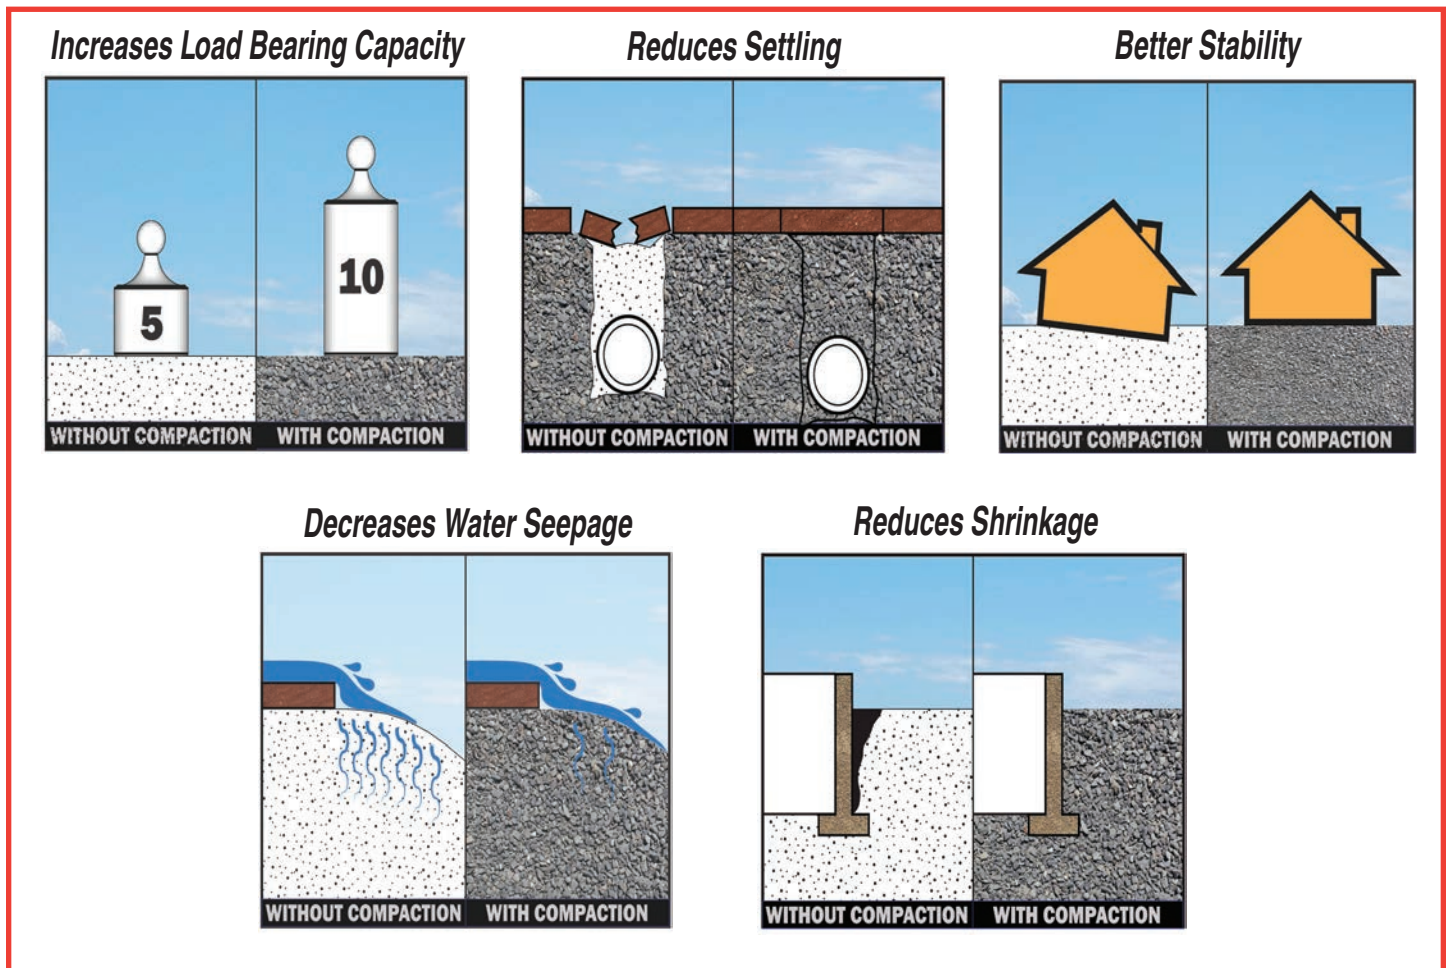 Increases Load Bearing Capacity
Reduces Settling
Better Stability
5
10
WITHOUT COMPACTION
WITH COMPACTION
WITHOUT COMPACTION
WITH COMPACTION
WITHOUT COMPACTION
WITH COMPACTION
Decreases Water Seepage
Reduces Shrinkage
WITHOUT COMPACTION
WITH COMPACTION
WITHOUT COMPACTION
WITH COMPACTION